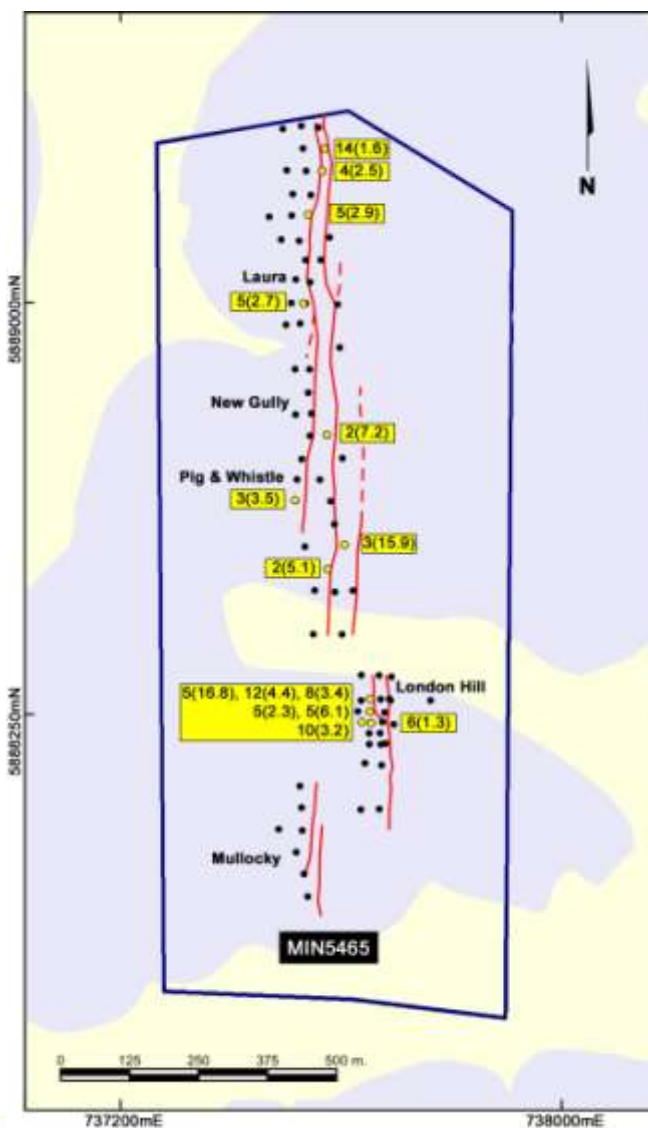 N
14(1.6)
4(2.5)
5(2.9)
Laura
5(2.7)
5889000mN
New Gully
2(7.2)
Pig & Whistle
3(3.5)
3(15.9)
2(5.1)
London Hill
5(16.8), 12(4.4), 8(3.4)
5(2.3), 5(6.1)
10(3.2)
6(1.3)
5888250mN
Mullocky
MIN5465
0 125 250 375 500 m.
737200mE 738000mE